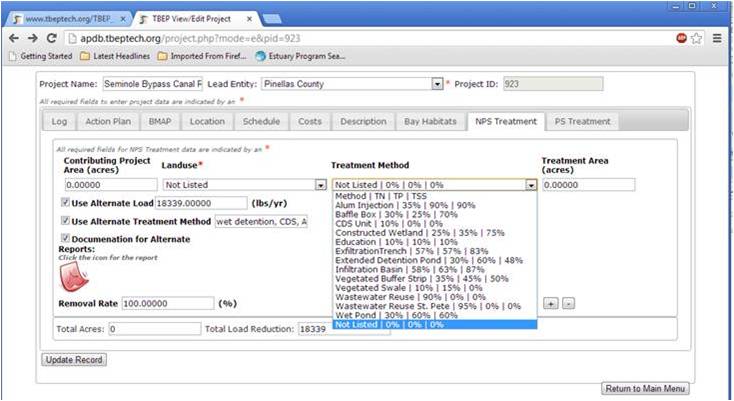 www.tbeptech.org/TBEP_
TBEP View/Edit Project
apdb.tbeptech.org/project.php?mode=e&pid=923
Getting Started
Latest Headlines
Imported From Firef...
Estuary Program Sea...
Project Name: Seminole Bypass Canal F Lead Entity: Pinellas County * Project ID: 923
All required fields to enter project data are indicated by an *
Log
Action Plan
BMAP
Location
Schedule
Costs
Description
Bay Habitats
NPS Treatment
PS Treatment
All required fields for NPS Treatment data are indicated by an *
Contributing Project Landuse* Treatment Method Treatment Area
Area (acres) (acres)
0.00000 Not Listed Not Listed | 0% | 0% | 0% 0.00000
Use Alternate Load 18339.00000 (lbs/yr)
Use Alternate Treatment Method wet detention, CDS, A
Documenation for Alternate
Reports:
Click the icon for the report
Removal Rate 100.00000 (%)
Method | TN | TP | TSS
Alum Injection | 35% | 90% | 90%
Baffle Box | 30% | 25% | 70%
CDS Unit | 10% | 0% | 0%
Constructed Wetland | 25% | 35% | 75%
Education | 10% | 10% | 10%
ExfiltrationTrench | 57% | 57% | 83%
Extended Detention Pond | 30% | 60% | 48%
Infiltration Basin | 58% | 63% | 87%
Vegetated Buffer Strip | 35% | 45% | 50%
Vegetated Swale | 10% | 15% | 0%
Wastewater Reuse | 90% | 0% | 0%
Wastewater Reuse St. Pete | 95% | 0% | 0%
Wet Pond | 30% | 60% | 60%
Not Listed | 0% | 0% | 0%
+ -
Total Acres: 0 Total Load Reduction: 18339
Update Record
Return to Main Menu